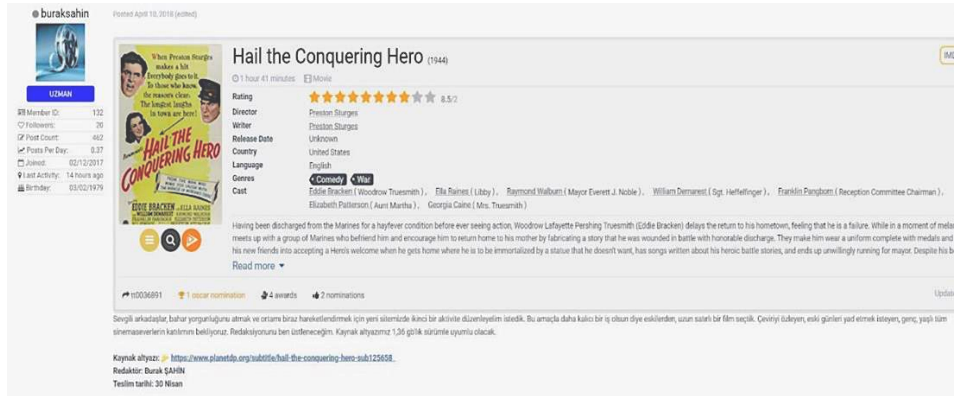 buraksahin
Posted April 10, 2018 (edited)
UZMAN
Member ID: 132
Followers: 20
Post Count: 462
Posts Per Day: 0.37
Joined: 02/12/2017
Last Activity: 14 hours ago
Birthday: 03/02/1979
When Preston Sturges
makes a hit
Everybody goes to it.
To those who know,
the reason's clear:
The longest laughs
In town are here!
HAIL THE
CONQUERING HERO
EDDIE BRACKEN ELLA RAINES
Hail the Conquering Hero (1944)
1 hour 41 minutes Movie
Rating 8.5/2
Director Preston Sturges
Writer Preston Sturges
Release Date Unknown
Country United States
Language English
Genres Comedy War
Cast Eddie Bracken ( Woodrow Truesmith ) , Ella Raines ( Libby ) , Raymond Walburn ( Mayor Everett J. Noble ) , William Demarest ( Sgt. Heffelfinger ) , Franklin Pangborn ( Reception Committee Chairman ) ,
Elizabeth Patterson ( Aunt Martha ) , Georgia Caine ( Mrs. Truesmith )
Having been discharged from the Marines for a hayfever condition before ever seeing action, Woodrow Lafayette Pershing Truesmith (Eddie Bracken) delays the return to his hometown, feeling that he is a failure. While in a moment of
meets up with a group of Marines who befriend him and encourage him to return home to his mother by fabricating a story that he was wounded in battle with honorable discharge. They make him wear a uniform complete with medals and
his new friends into accepting a Hero's welcome when he gets home where he is to be immortalized by a statue that he doesn't want, has songs written about his heroic battle stories, and ends up unwillingly running for mayor. Despite his
Read more
tt0036891 1 oscar nomination 4 awards 2 nominations
Sevgili arkadaşlar, bahar yorgunluğunu atmak ve ortamı biraz hareketlendirmek için yeni sitemizde ikinci bir aktivite düzenleyelim istedik. Bu amaçla daha kalıcı bir iş olsun diye eskilerden, uzun satırlı bir film seçtik. Çeviriyi özleyen, eski günleri yad etmek isteyen, genç, yaşlı tüm
sinemaseverlerin katılımını bekliyoruz. Redaksiyonunu ben üstleneceğim. Kaynak altyazımız 1,36 gb'lık sürümle uyumlu olacak.
Kaynak altyazı: https://www.planetdp.org/subtitle/hail-the-conquering-hero-sub125658
Redaktör: Burak ŞAHİN
Teslim tarihi: 30 Nisan